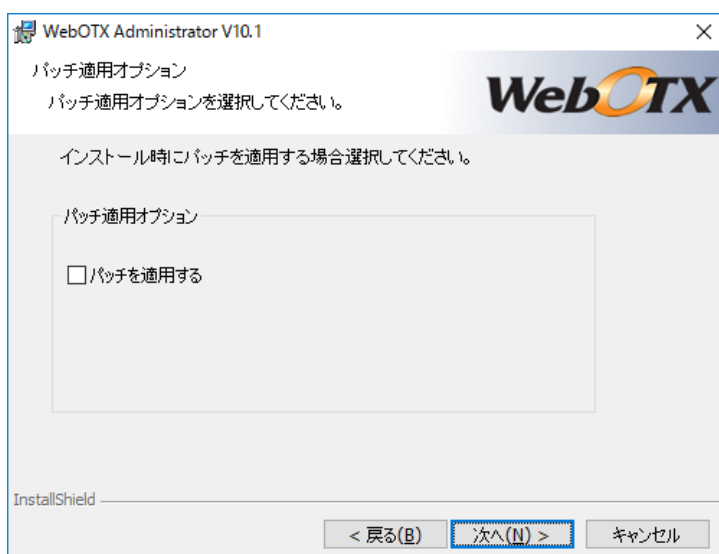 WebOTX Administrator V10.1
パッチ適用オプション
パッチ適用オプションを選択してください。
WebOTX
インストール時にパッチを適用する場合選択してください。
パッチ適用オプション
パッチを適用する
InstallShield
< 戻る(B)
次へ(N) >
キャンセル